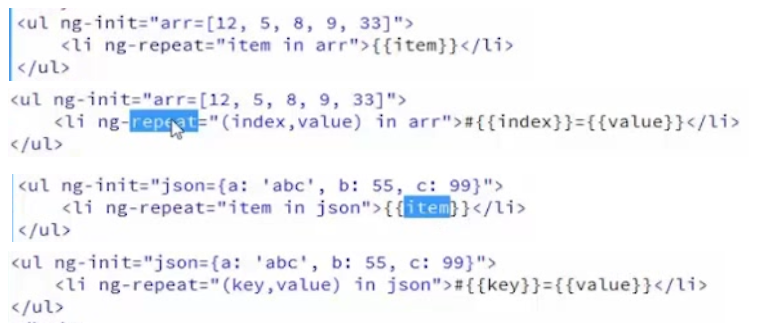 <ul ng-init="arr=[12, 5, 8, 9, 33]">
<li ng-repeat="item in arr">{{item}}</li>
</ul>
<ul ng-init="arr=[12, 5, 8, 9, 33]">
<li ng-repeat="(index,value) in arr">#{{index}}={{value}}</li>
</ul>
<ul ng-init="json={a: 'abc', b: 55, c: 99}">
<li ng-repeat="item in json">{{item}}</li>
</ul>
<ul ng-init="json={a: 'abc', b: 55, c: 99}">
<li ng-repeat="(key,value) in json">#{{key}}={{value}}</li>
</ul>